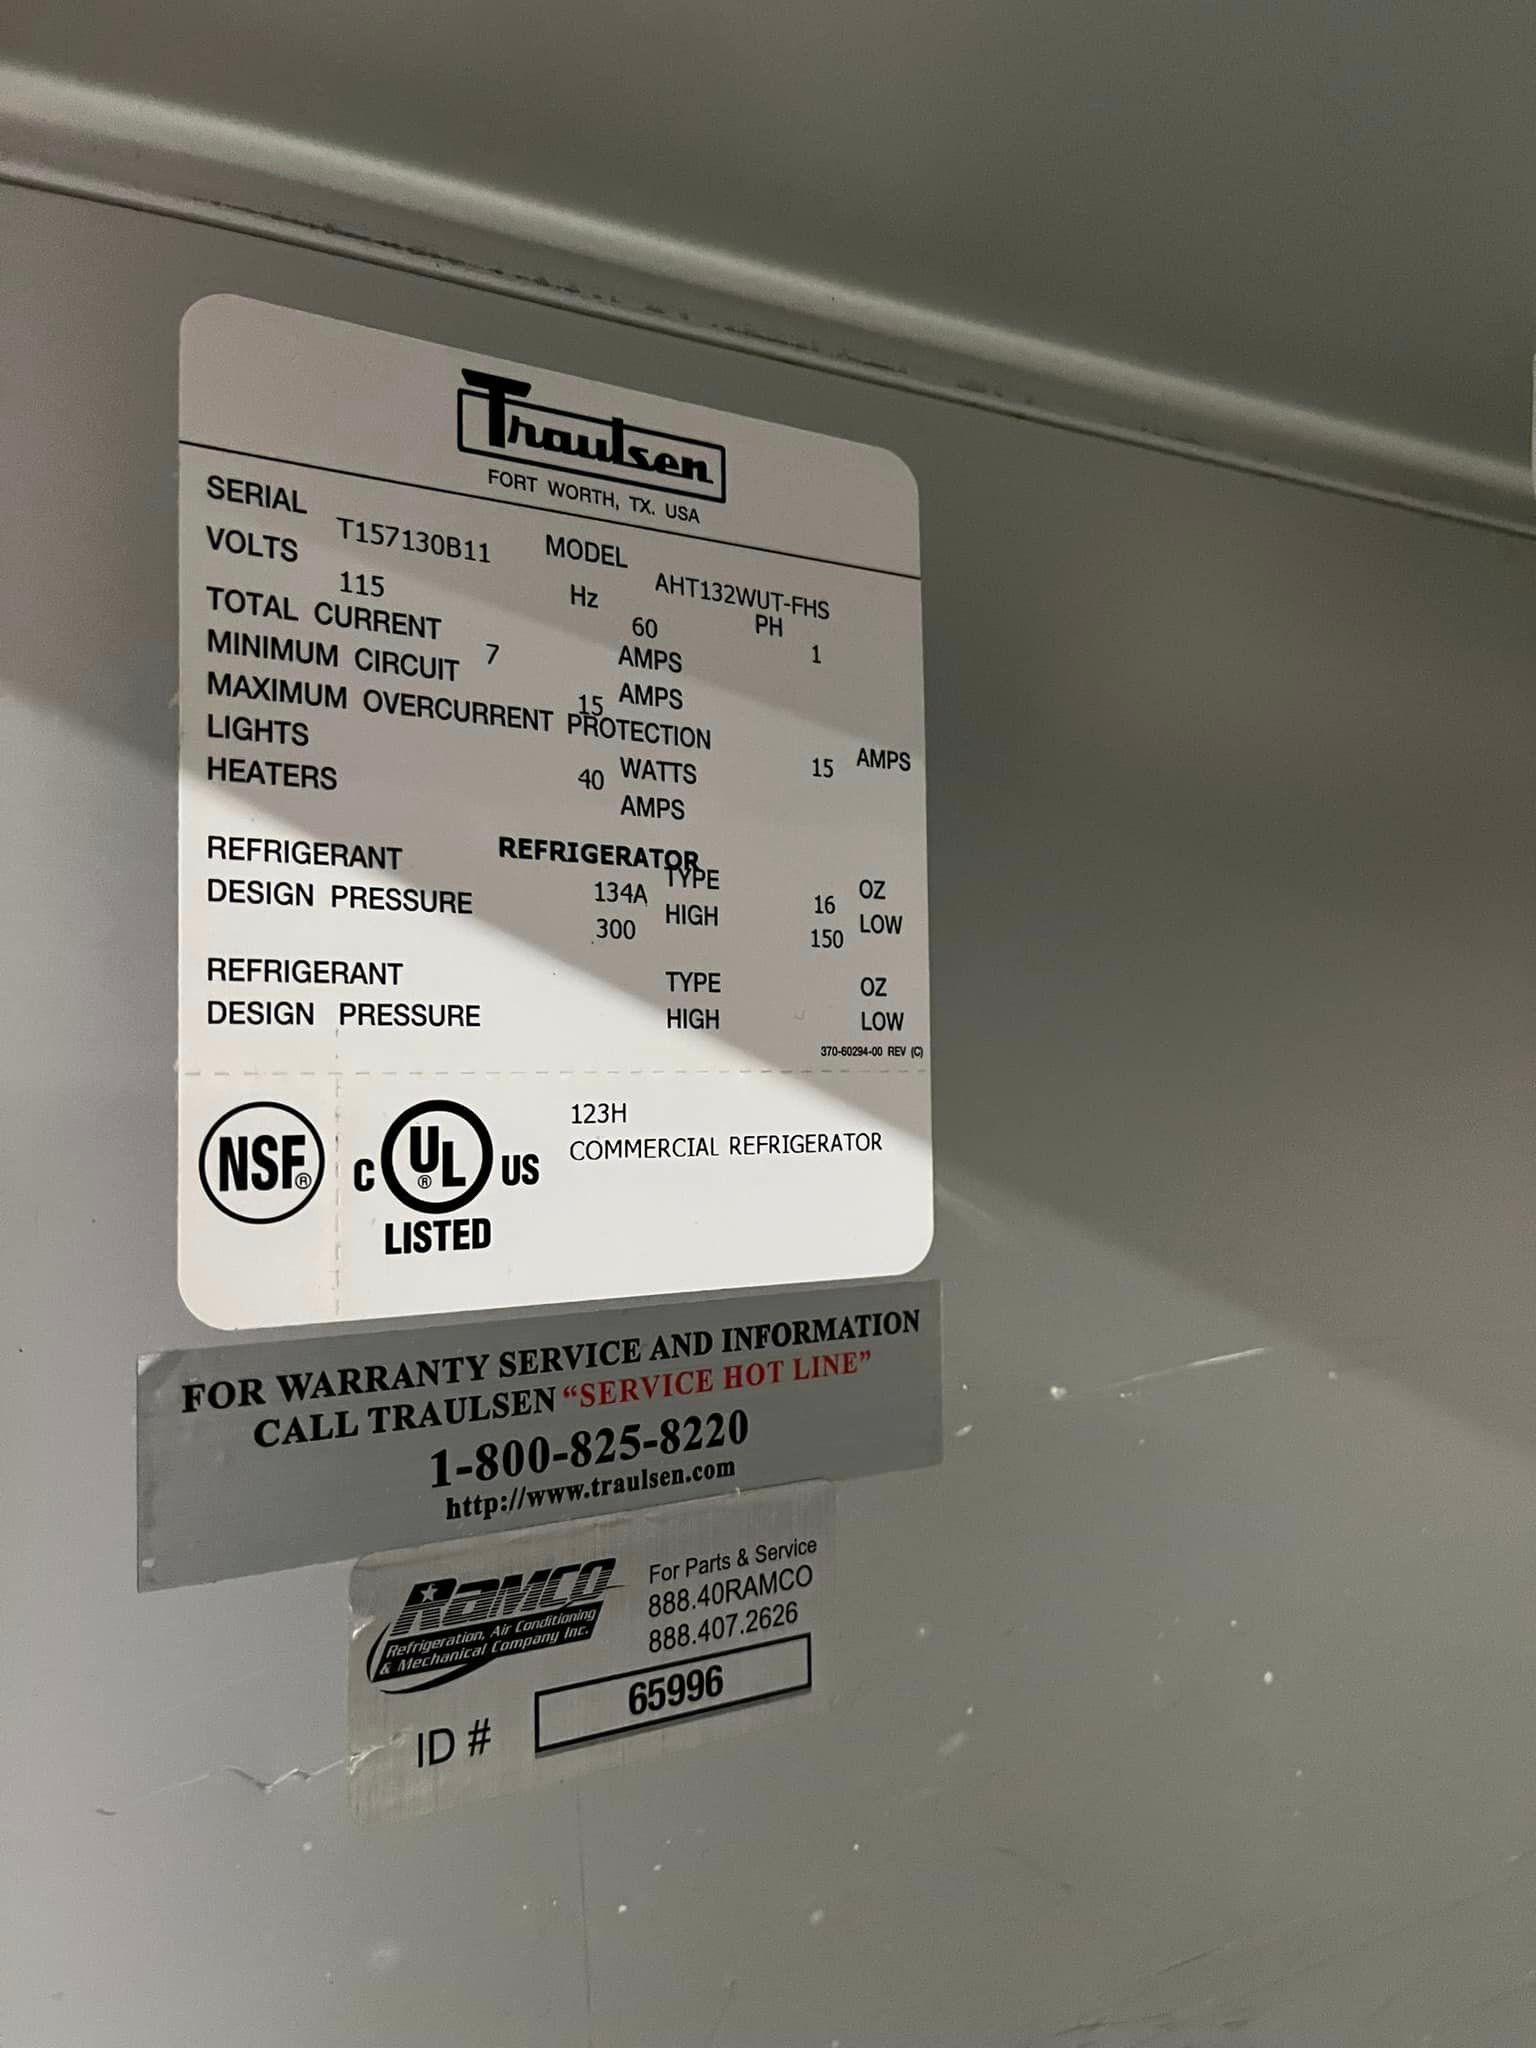 Traulsen
FORT WORTH, TX. USA
SERIAL T157130B11 MODEL AHT132WUT-FHS
VOLTS 115 Hz 60 PH 1
TOTAL CURRENT 7 AMPS
MINIMUM CIRCUIT 15 AMPS
MAXIMUM OVERCURRENT PROTECTION 15 AMPS
LIGHTS 40 WATTS
HEATERS AMPS
REFRIGERATOR
REFRIGERANT 134A TYPE 16 OZ
DESIGN PRESSURE 300 HIGH 150 LOW
REFRIGERANT TYPE OZ
DESIGN PRESSURE HIGH LOW
370-60294-00 REV (C)
NSF®
C UL® US
LISTED
123H
COMMERCIAL REFRIGERATOR
FOR WARRANTY SERVICE AND INFORMATION
CALL TRAULSEN “SERVICE HOT LINE”
1-800-825-8220
http://www.traulsen.com
RAMCO
Refrigeration, Air Conditioning
& Mechanical Company Inc.
For Parts & Service
888.40RAMCO
888.407.2626
ID # 65996